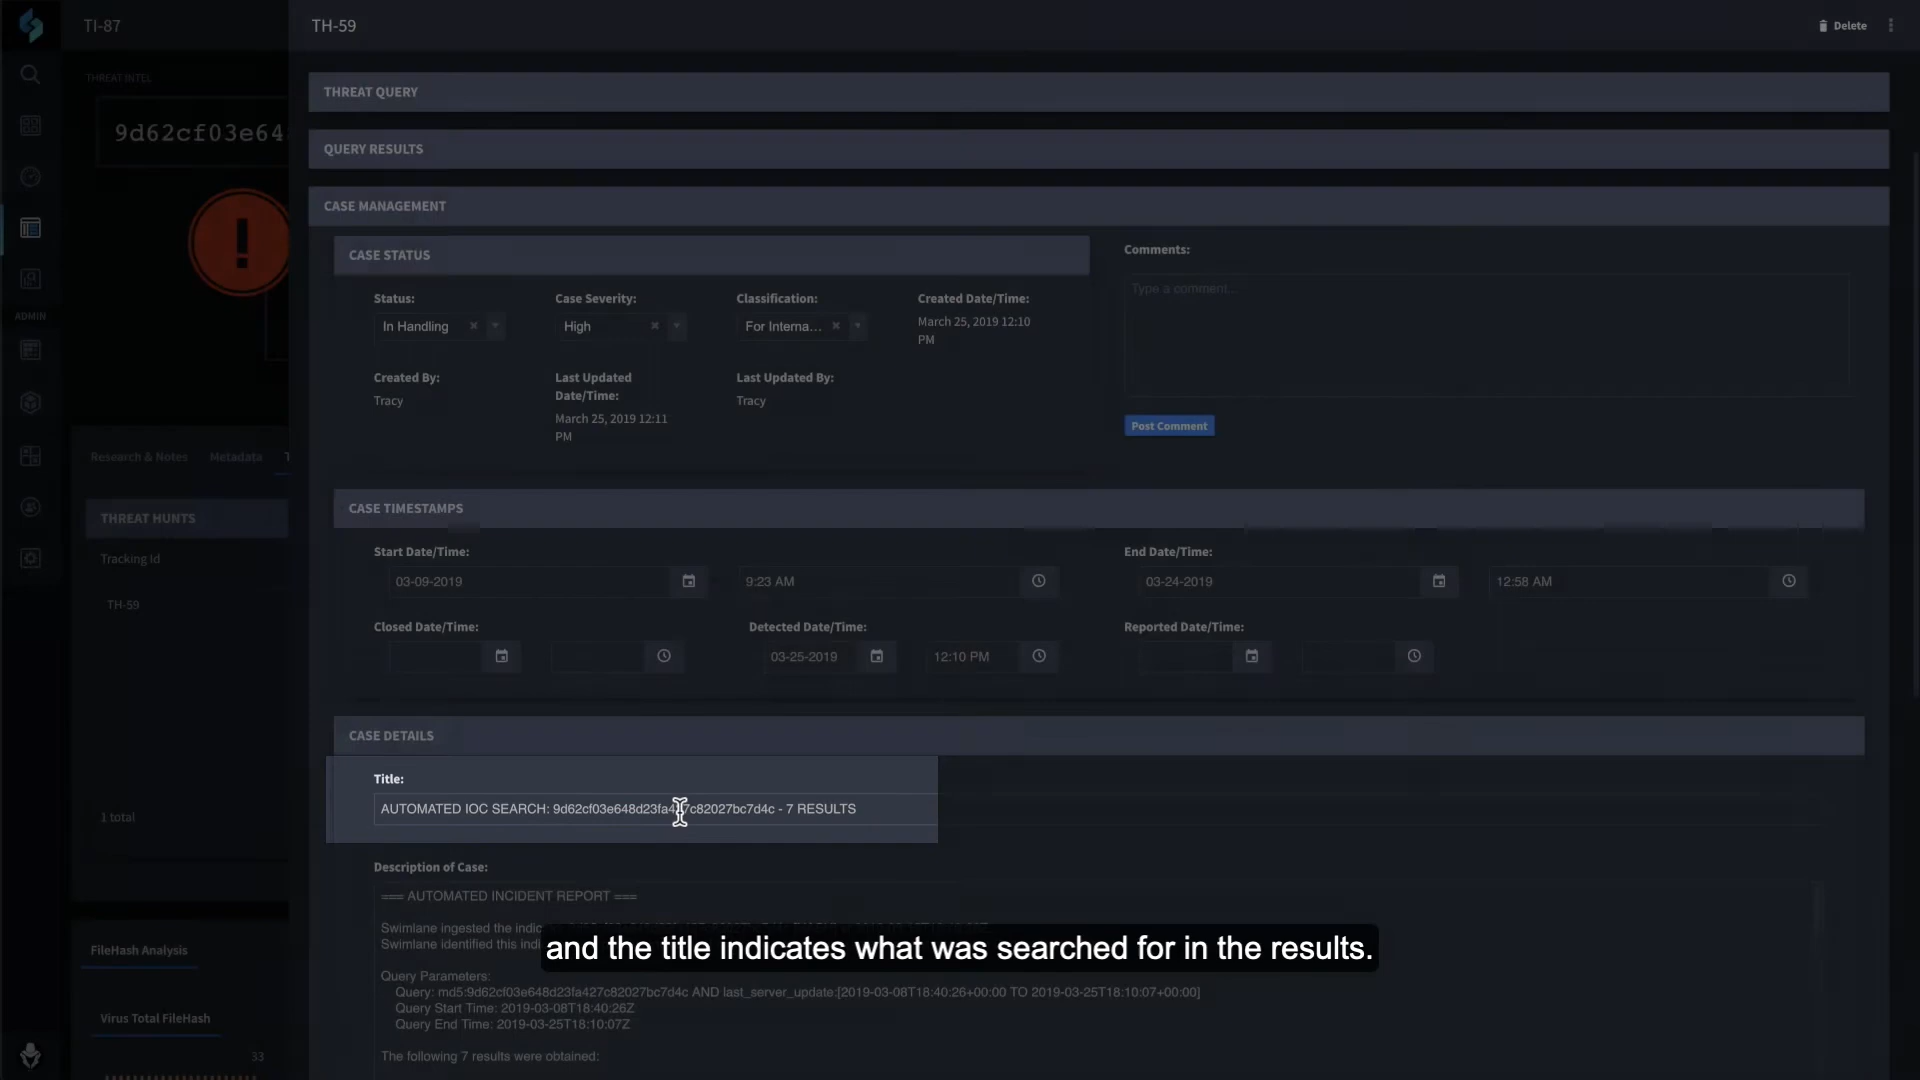 TI-87
TH-59
Delete
THREAT INTEL
9d62cf03e64
THREAT QUERY
QUERY RESULTS
CASE MANAGEMENT
CASE STATUS
Comments:
Type a comment...
Status:
Case Severity:
Classification:
Created Date/Time:
In Handling
High
For Interna...
March 25, 2019 12:10
PM
Created By:
Tracy
Last Updated
Date/Time:
March 25, 2019 12:11
PM
Last Updated By:
Tracy
Post Comment
ADMIN
Research & Notes
Metadata
THREAT HUNTS
Tracking Id
TH-59
1 total
CASE TIMESTAMPS
Start Date/Time:
03-09-2019
9:23 AM
End Date/Time:
03-24-2019
12:58 AM
Closed Date/Time:
Detected Date/Time:
03-25-2019
12:10 PM
Reported Date/Time:
CASE DETAILS
Title:
AUTOMATED IOC SEARCH: 9d62cf03e648d23fa427c82027bc7d4c - 7 RESULTS
Description of Case:
=== AUTOMATED INCIDENT REPORT ===
Swimlane ingested the indic
Swimlane identified this indi
and the title indicates what was searched for in the results.
Query Parameters:
Query: md5:9d62cf03e648d23fa427c82027bc7d4c AND last_server_update:[2019-03-08T18:40:26+00:00 TO 2019-03-25T18:10:07+00:00]
Query Start Time: 2019-03-08T18:40:26Z
Query End Time: 2019-03-25T18:10:07Z
The following 7 results were obtained:
FileHash Analysis
Virus Total FileHash
33